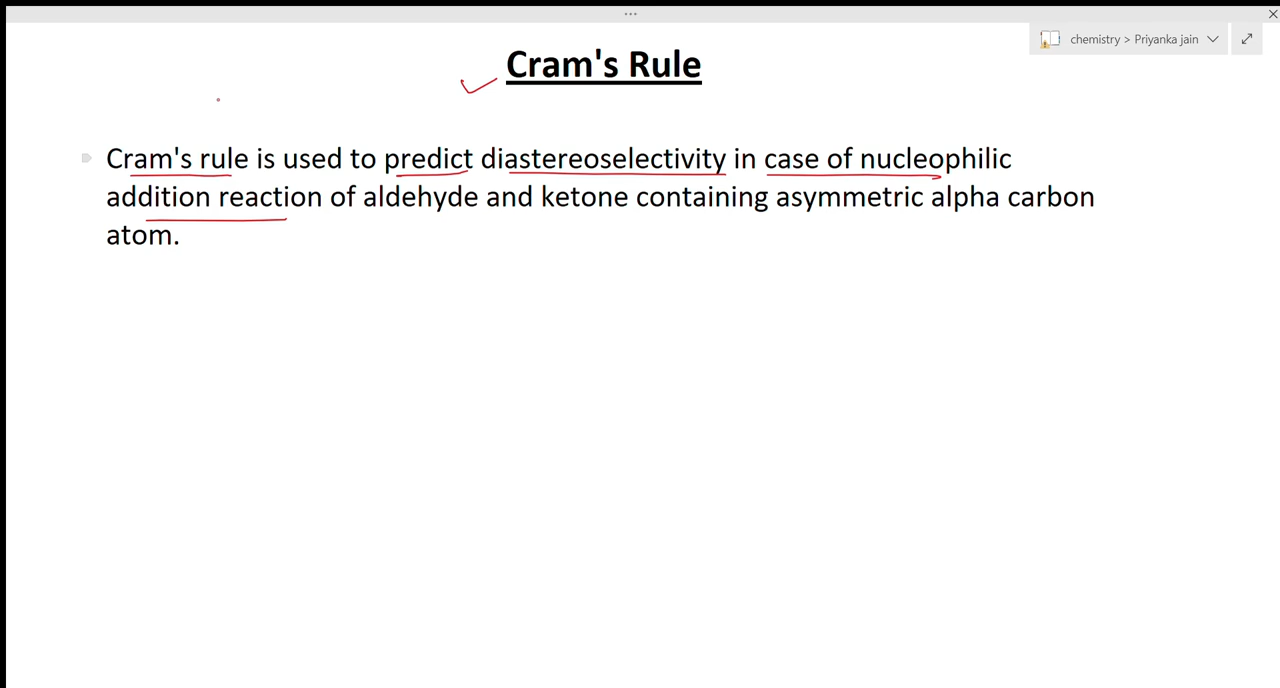 chemistry > Priyanka jain
Cram's Rule
Cram's rule is used to predict diastereoselectivity in case of nucleophilic
addition reaction of aldehyde and ketone containing asymmetric alpha carbon
atom.